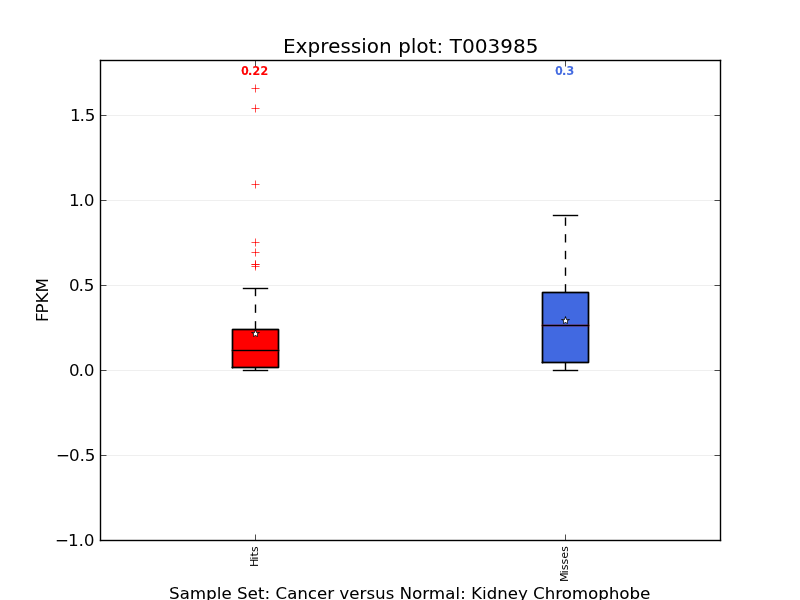 Expression plot: T003985
0.22
0.3
1.5
1.0
0.5
0.0
−0.5
−1.0
FPKM
Hits
Misses
Sample Set: Cancer versus Normal: Kidney Chromophobe